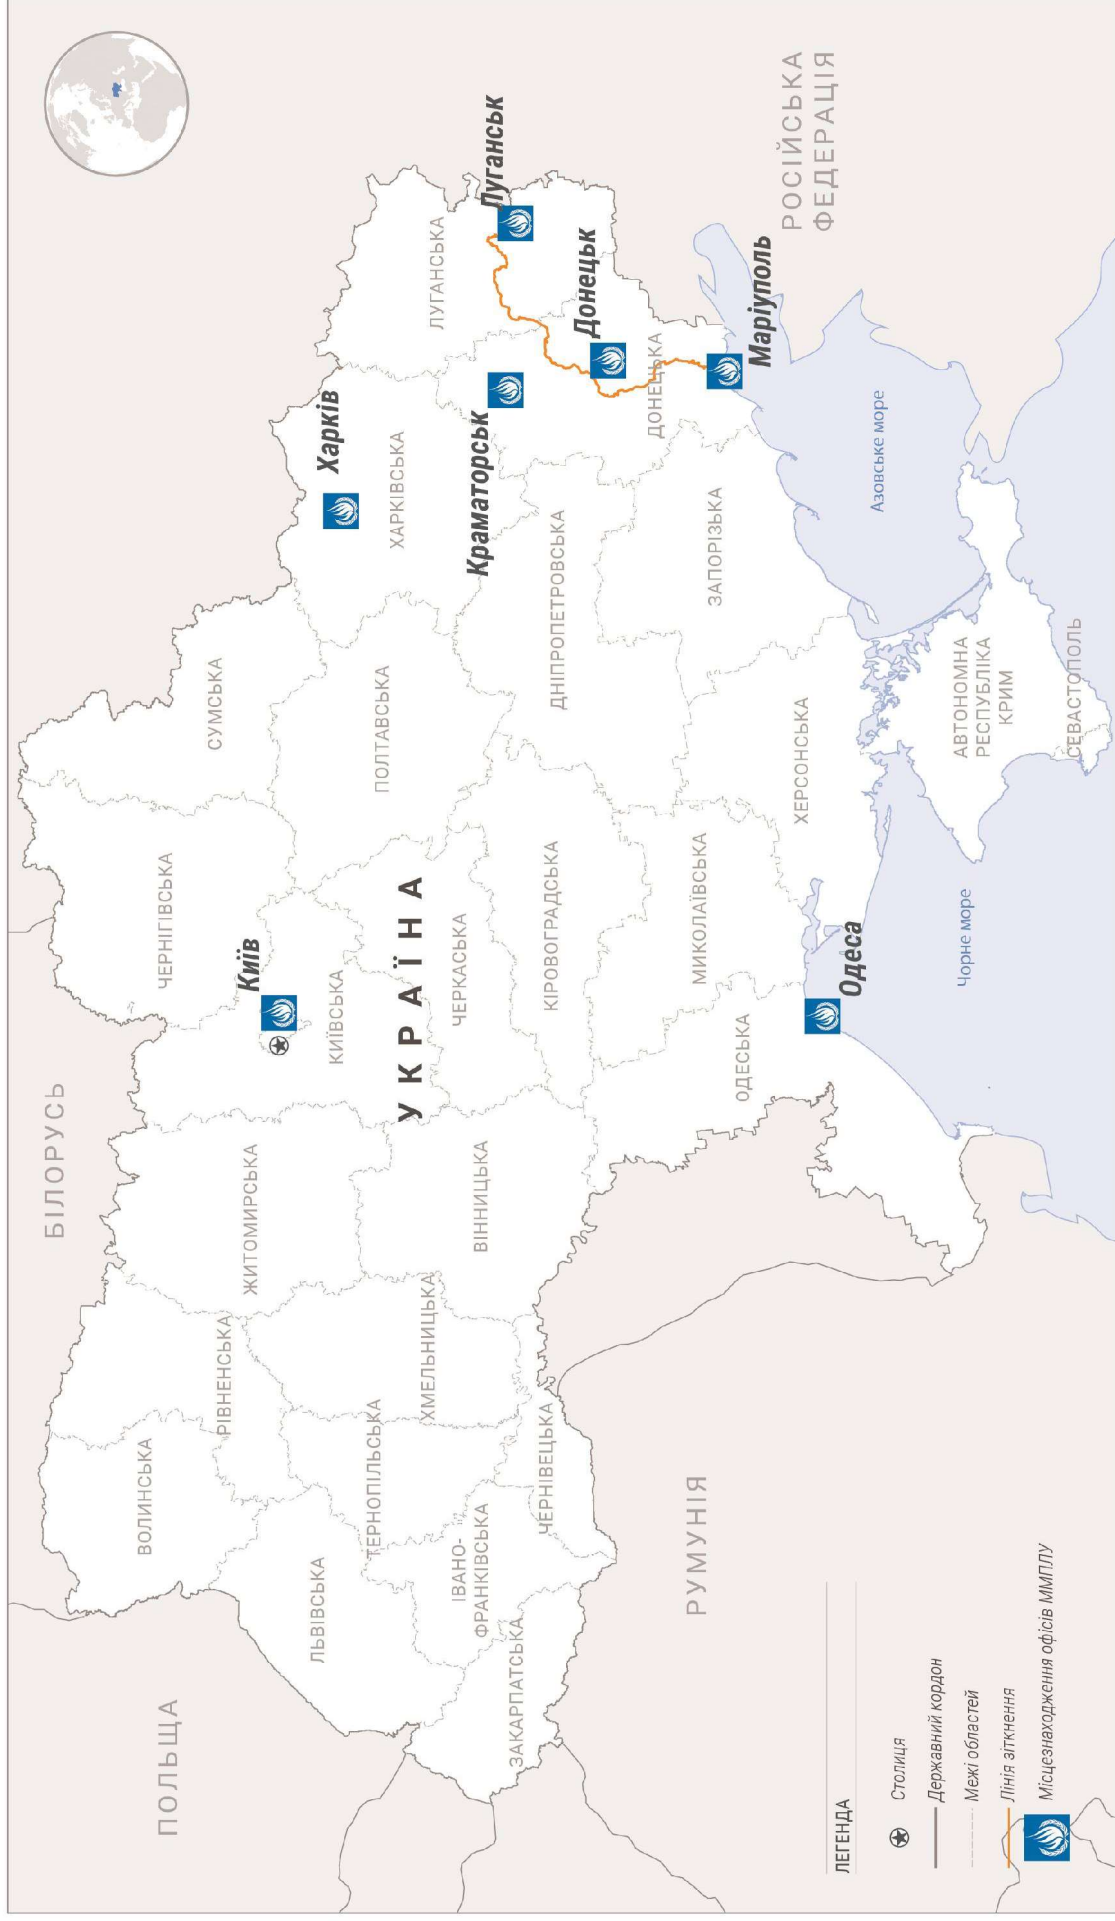 БІЛОРУСЬ
ПОЛЬЩА
РУМУНІЯ
РОСІЙСЬКА
ФЕДЕРАЦІЯ
УКРАЇНА
ВОЛИНСЬКА
РІВНЕНСЬКА
ЖИТОМИРСЬКА
Київ
КИЇВСЬКА
ЧЕРНІГІВСЬКА
СУМСЬКА
ЛЬВІВСЬКА
ТЕРНОПІЛЬСЬКА
ХМЕЛЬНИЦЬКА
ВІННИЦЬКА
ЧЕРКАСЬКА
ПОЛТАВСЬКА
Харків
ХАРКІВСЬКА
ЛУГАНСЬКА
Луганськ
ЗАКАРПАТСЬКА
ІВАНО-
ФРАНКІВСЬКА
ЧЕРНІВЕЦЬКА
КІРОВОГРАДСЬКА
ДНІПРОПЕТРОВСЬКА
Краматорськ
Донецьк
ДОНЕЦЬКА
Маріуполь
ОДЕСЬКА
Одеса
МИКОЛАЇВСЬКА
ХЕРСОНСЬКА
ЗАПОРІЗЬКА
Азовське море
Чорне море
АВТОНОМНА
РЕСПУБЛІКА
КРИМ
СЕВАСТОПОЛЬ
ЛЕГЕНДА
Столиця
Державний кордон
Межі областей
Лінія зіткнення
Місцезнаходження офісів ММПЛУ